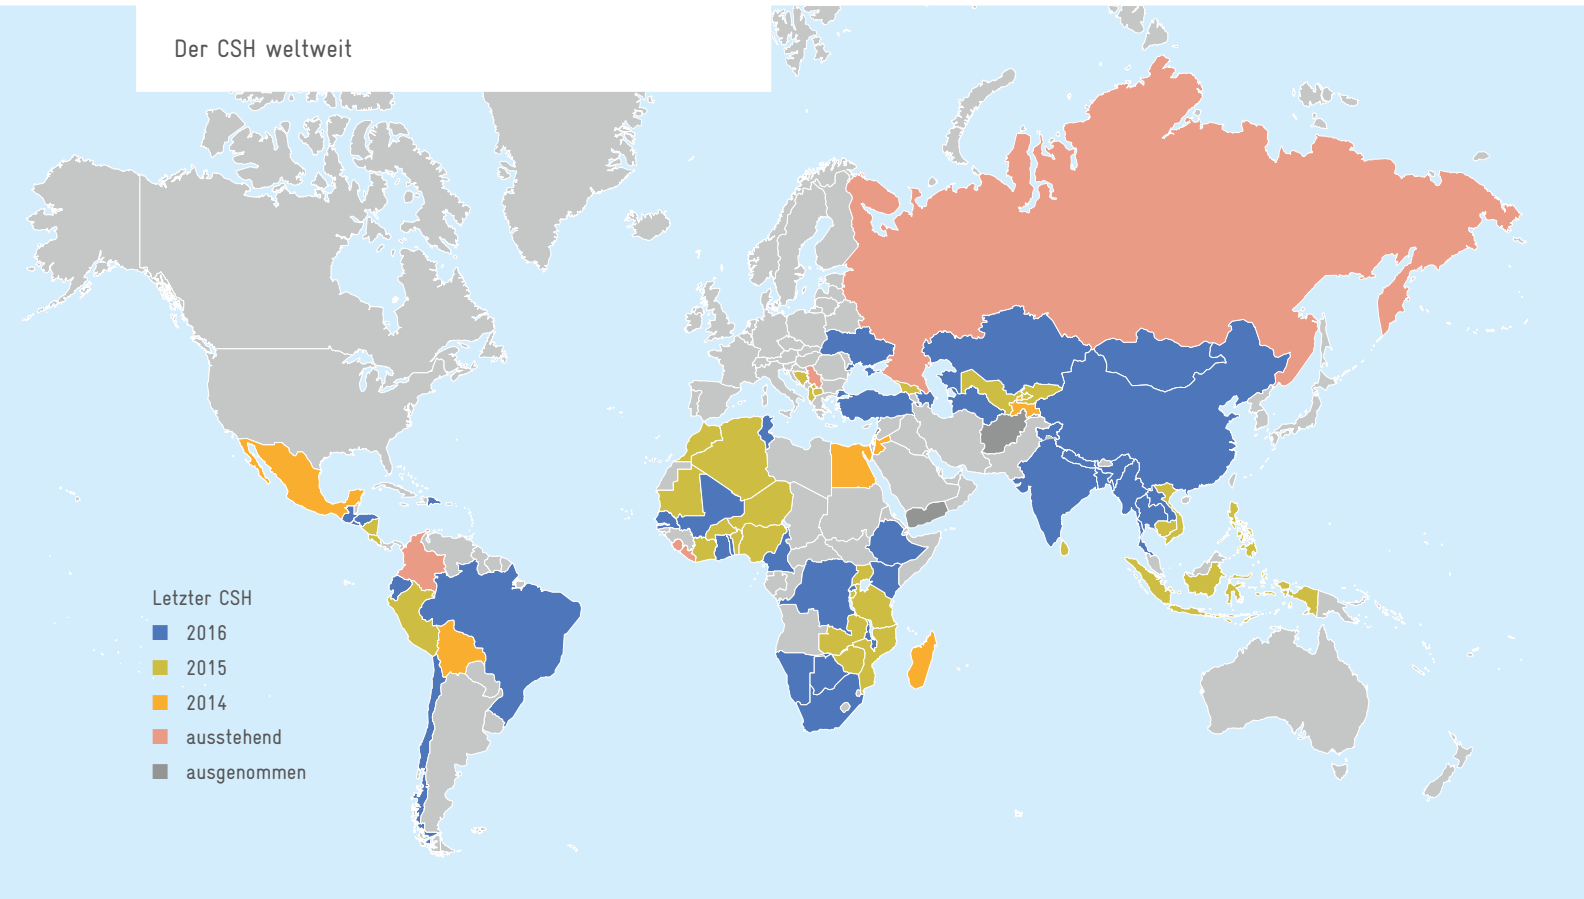 Der CSH weltweit
Letzter CSH
2016
2015
2014
ausstehend
ausgenommen